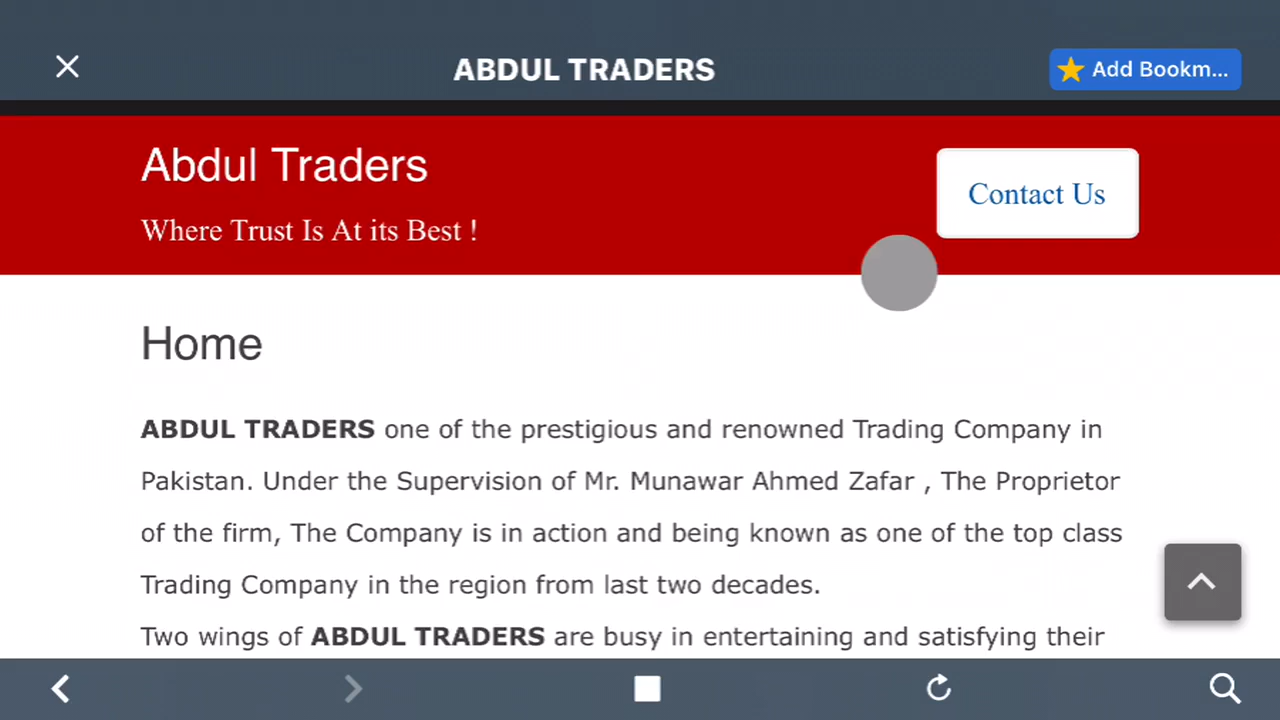 ABDUL TRADERS
Add Bookm...
Abdul Traders
Where Trust Is At its Best !
Contact Us
Home
ABDUL TRADERS one of the prestigious and renowned Trading Company in
Pakistan. Under the Supervision of Mr. Munawar Ahmed Zafar , The Proprietor
of the firm, The Company is in action and being known as one of the top class
Trading Company in the region from last two decades.
Two wings of ABDUL TRADERS are busy in entertaining and satisfying their